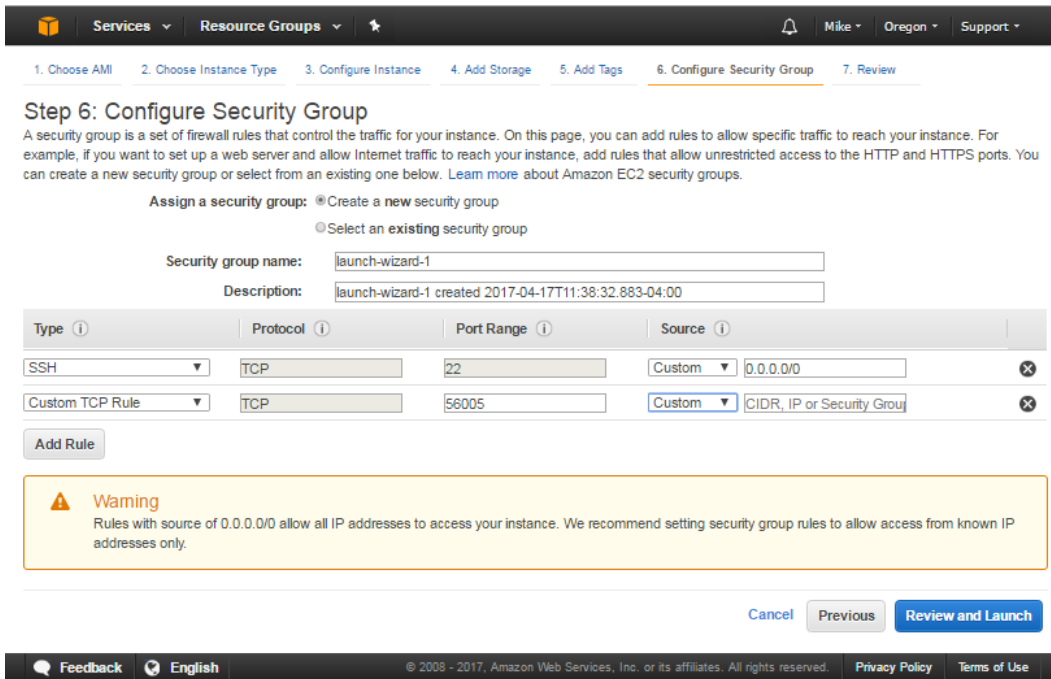 Services Resource Groups Mike Oregon Support
1. Choose AMI 2. Choose Instance Type 3. Configure Instance 4. Add Storage 5. Add Tags 6. Configure Security Group 7. Review
Step 6: Configure Security Group
A security group is a set of firewall rules that control the traffic for your instance. On this page, you can add rules to allow specific traffic to reach your instance. For
example, if you want to set up a web server and allow Internet traffic to reach your instance, add rules that allow unrestricted access to the HTTP and HTTPS ports. You
can create a new security group or select from an existing one below. Learn more about Amazon EC2 security groups.
Assign a security group: Create a new security group
Select an existing security group
Security group name: launch-wizard-1
Description: launch-wizard-1 created 2017-04-17T11:38:32.883-04:00
Type i Protocol i Port Range i Source i
SSH TCP 22 Custom 0.0.0.0/0
Custom TCP Rule TCP 56005 Custom CIDR, IP or Security Group
Add Rule
Warning
Rules with source of 0.0.0.0/0 allow all IP addresses to access your instance. We recommend setting security group rules to allow access from known IP
addresses only.
Cancel Previous Review and Launch
Feedback English © 2008 - 2017, Amazon Web Services, Inc. or its affiliates. All rights reserved. Privacy Policy Terms of Use